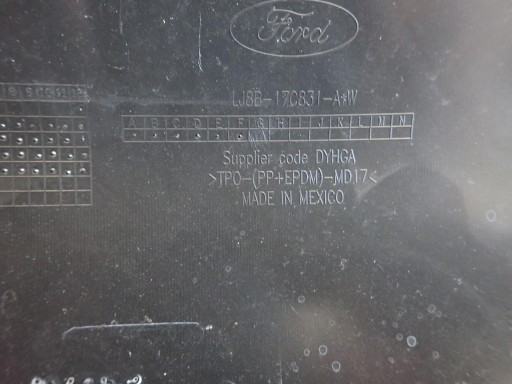 Ford
LJ8B-17C831-A*W
A B C D E F G H I J K L N N
Supplier code DYHGA
>TPO-(PP+EPDM)-MD17<
MADE IN MEXICO